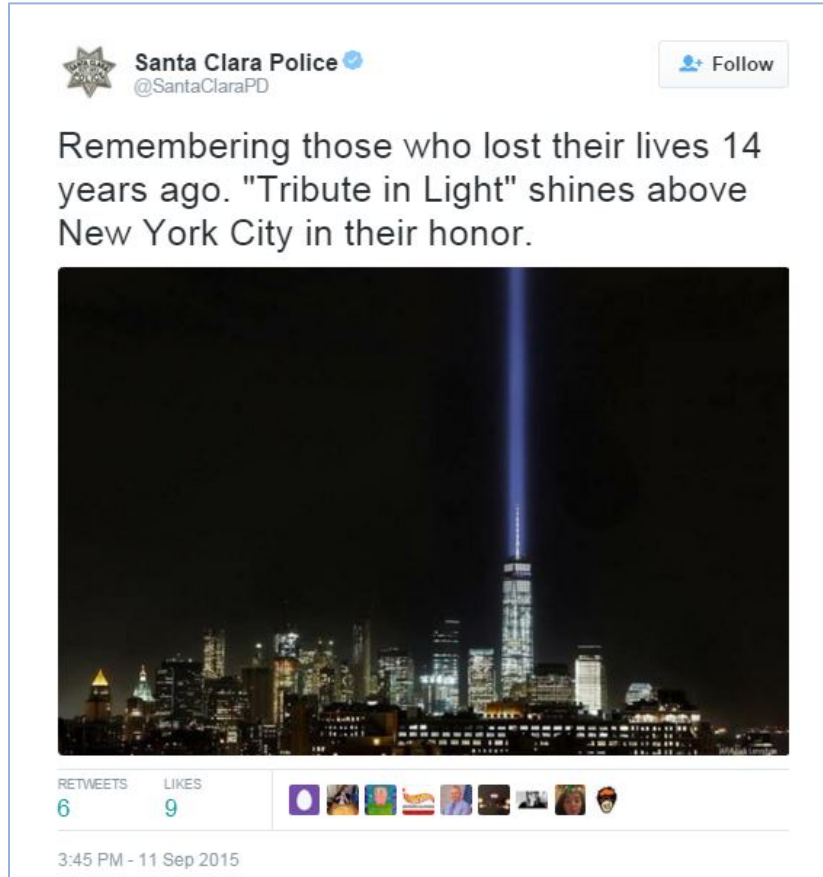 Santa Clara Police
@SantaClaraPD
Follow
Remembering those who lost their lives 14
years ago. "Tribute in Light" shines above
New York City in their honor.
RETWEETS LIKES
6 9
3:45 PM - 11 Sep 2015